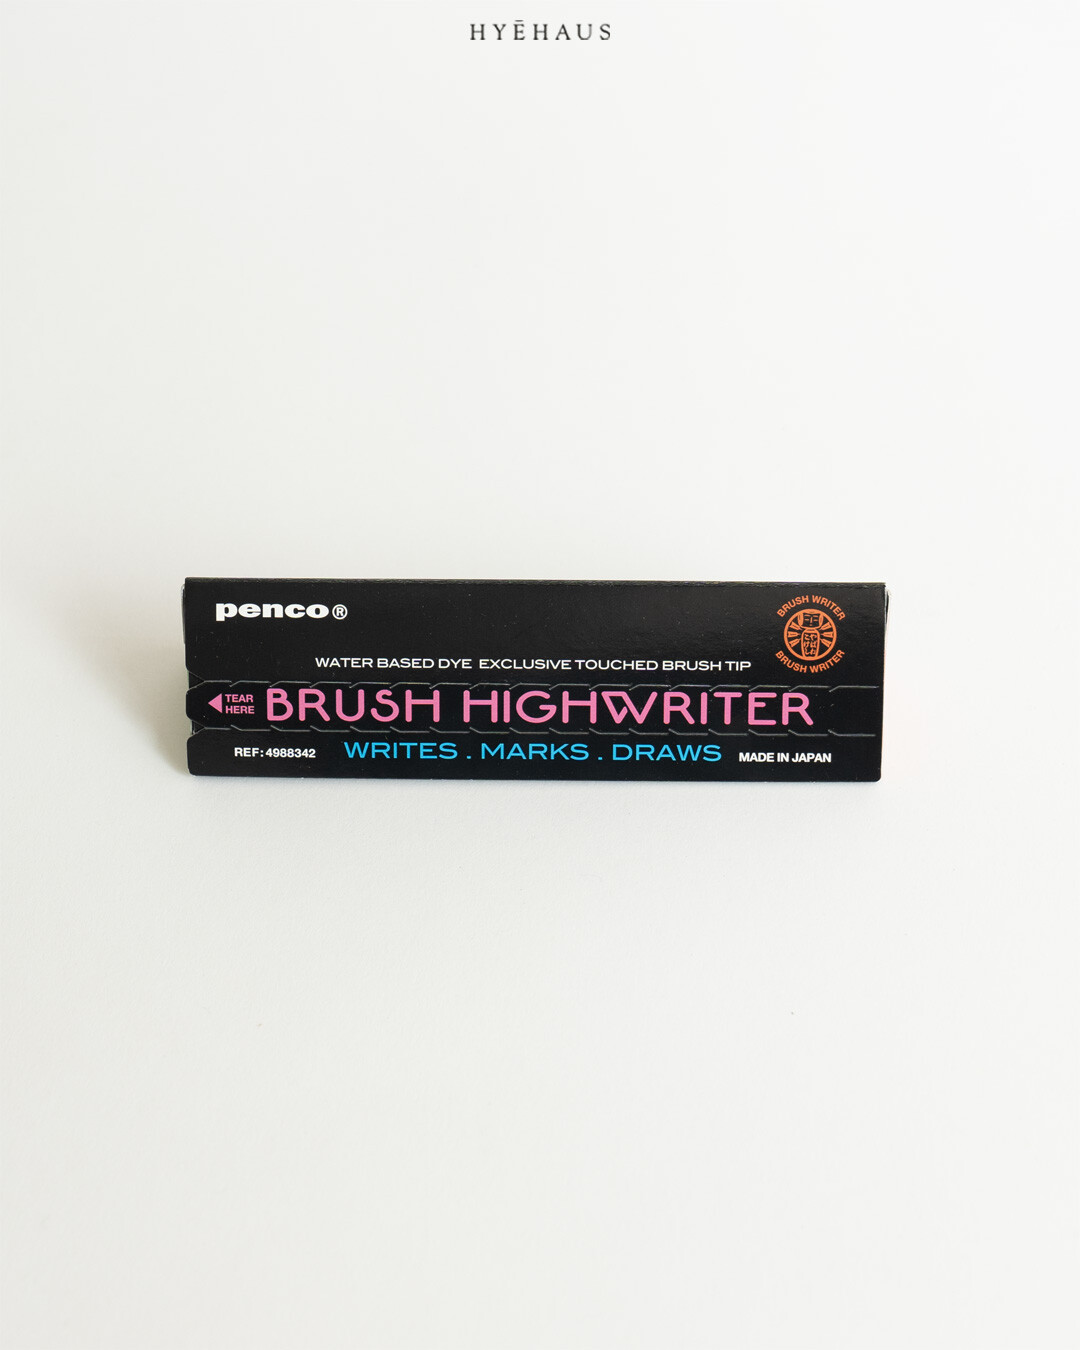 HYĒHAUS
penco®
BRUSH WRITER
BRUSH WRITER
WATER BASED DYE EXCLUSIVE TOUCHED BRUSH TIP
TEAR
HERE
BRUSH HIGHWRITER
REF: 4988342
WRITES . MARKS . DRAWS
MADE IN JAPAN